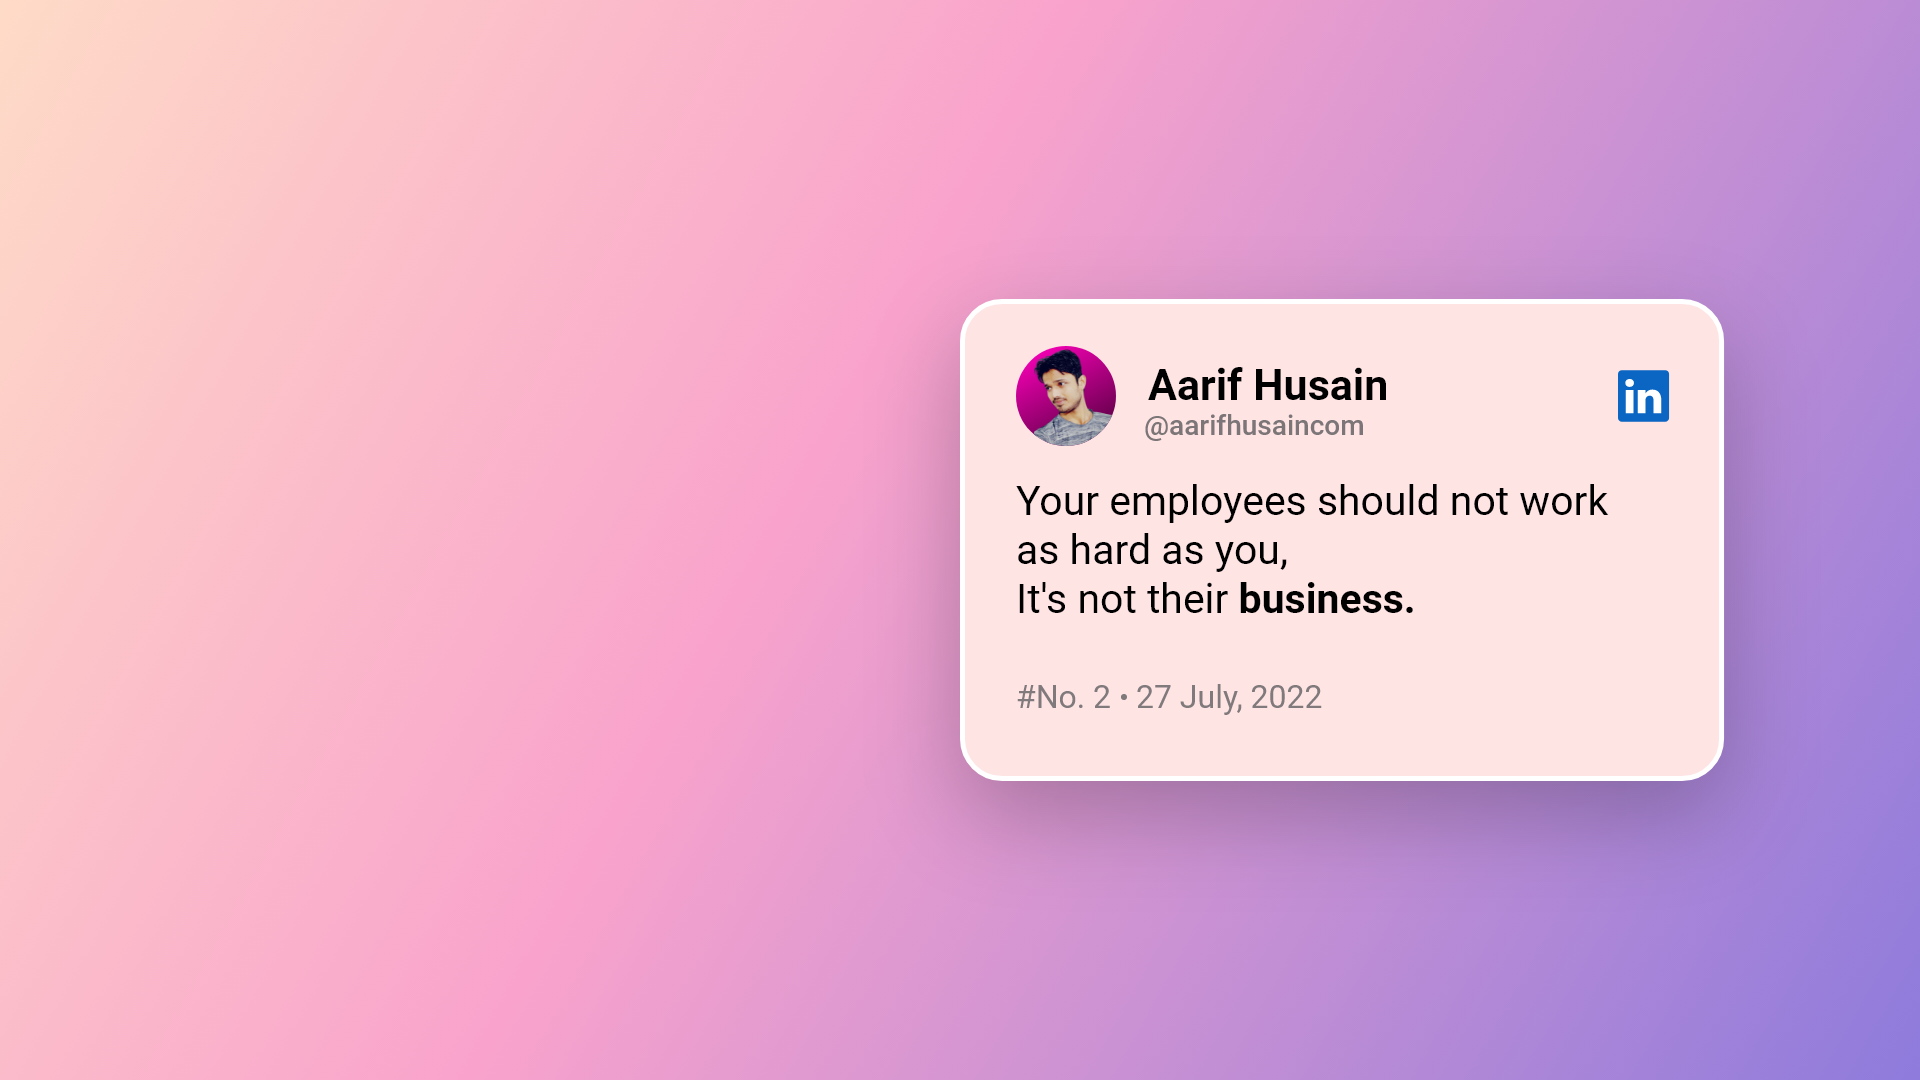 Aarif Husain
@aarifhusaincom
in
Your employees should not work
as hard as you,
It's not their business.
#No. 2 • 27 July, 2022